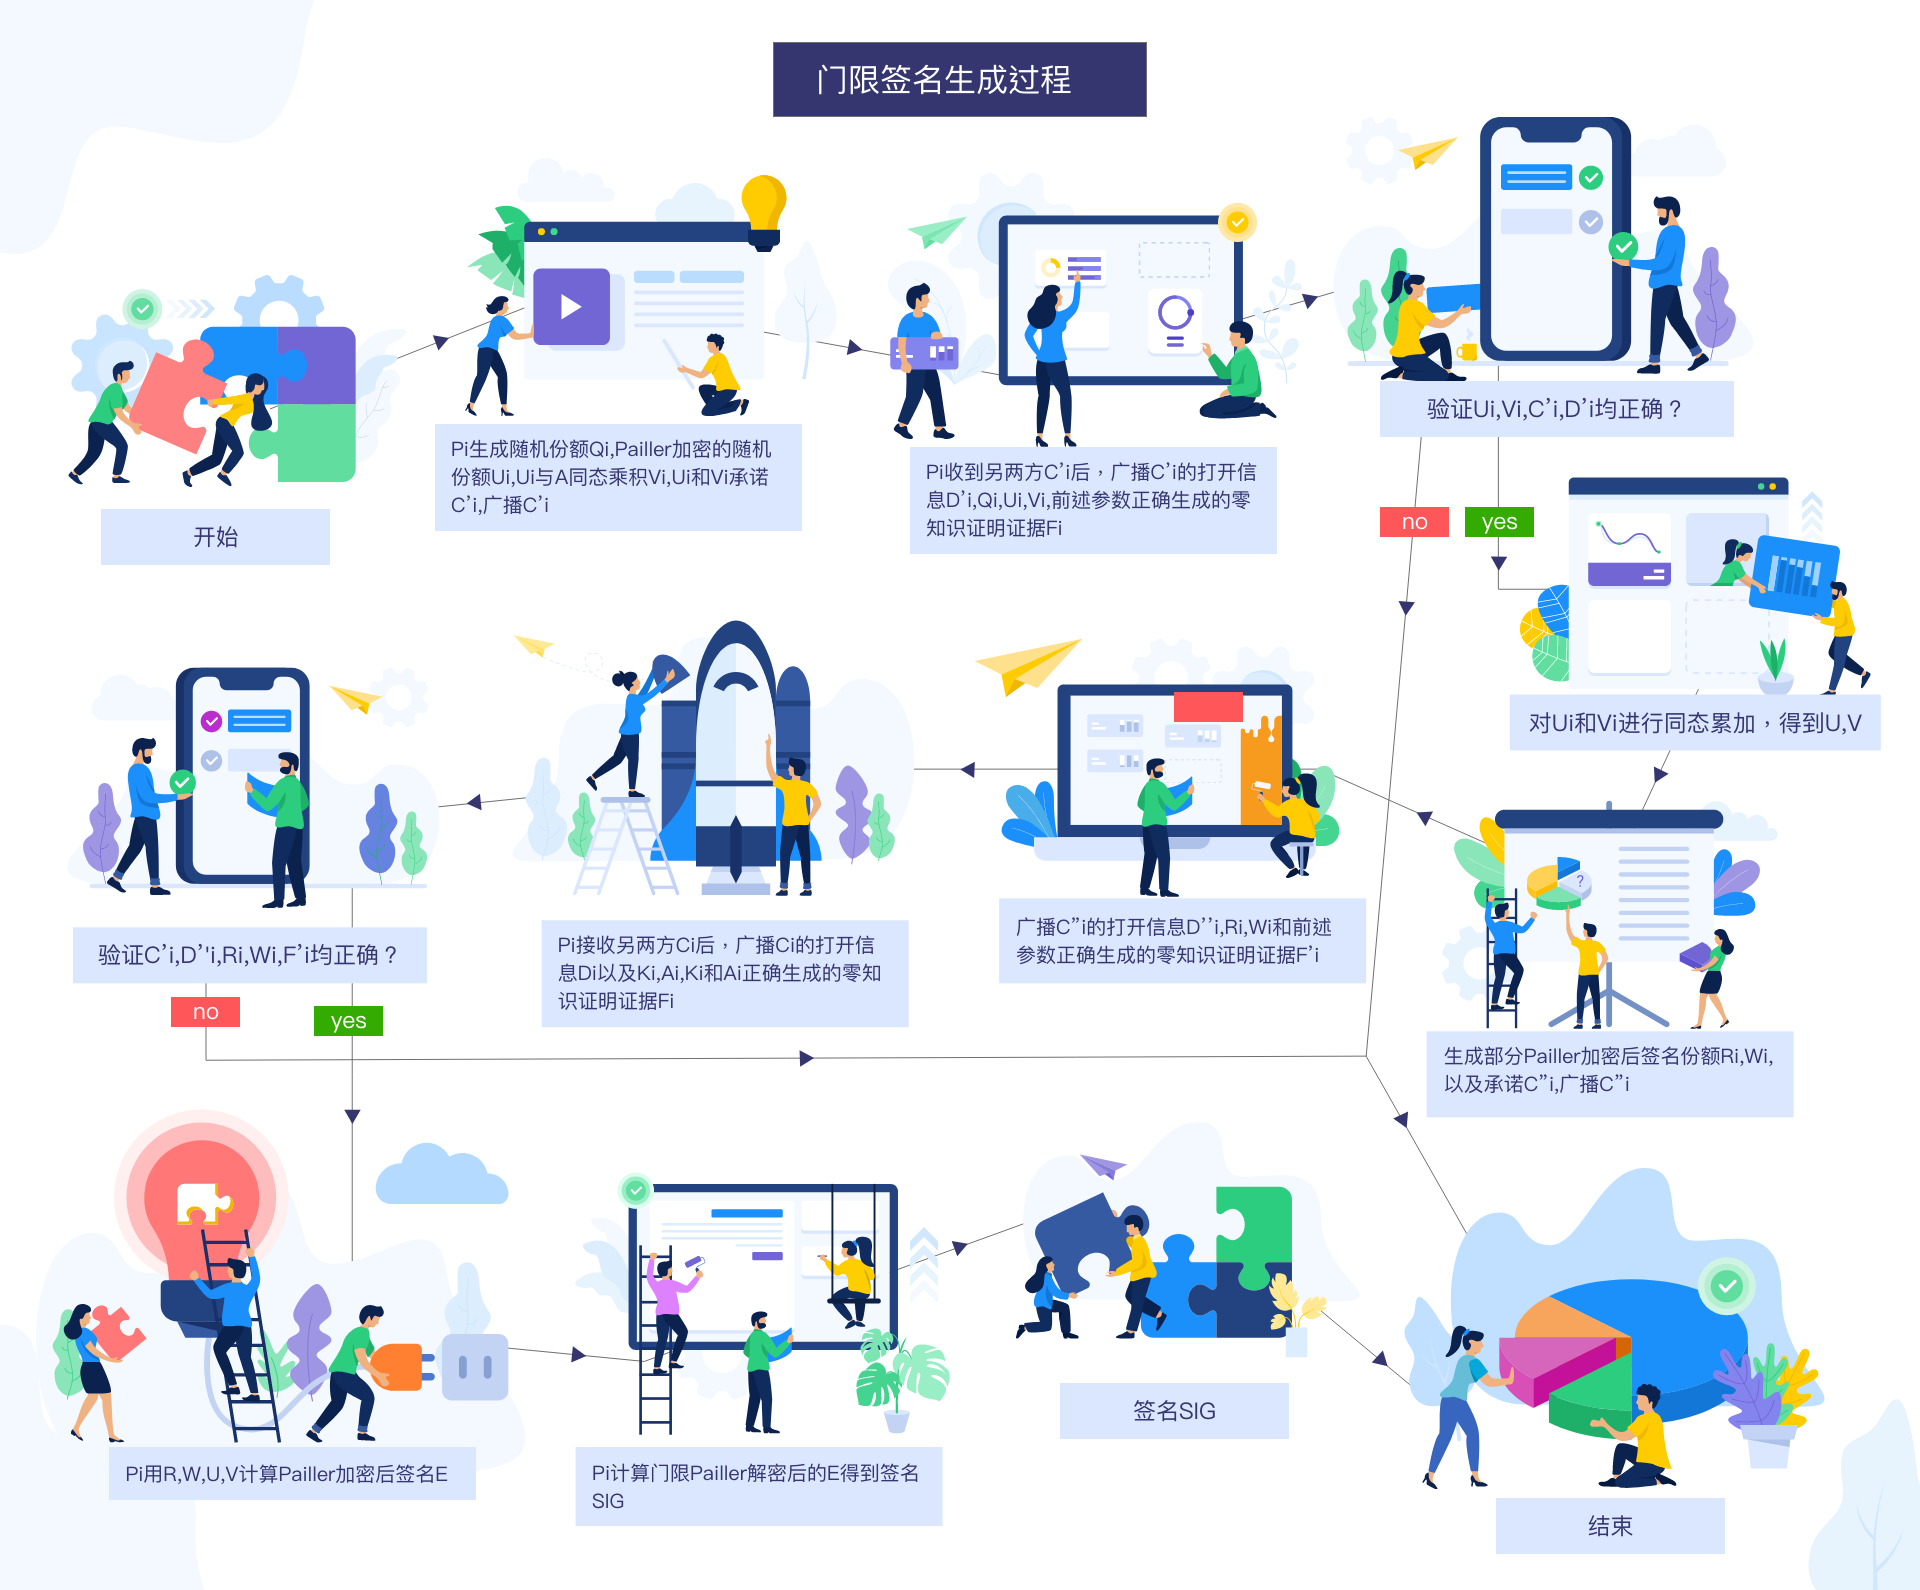 门限签名生成过程
开始
Pi生成随机份额Qi,Pailler加密的随机
份额Ui,Ui与A同态乘积Vi,Ui和Vi承诺
C’i,广播C’i
Pi收到另两方C’i后，广播C’i的打开信
息D’i,Qi,Ui,Vi,前述参数正确生成的零
知识证明证据Fi
验证Ui,Vi,C’i,D’i均正确？
no
yes
对Ui和Vi进行同态累加，得到U,V
?
生成部分Pailler加密后签名份额Ri,Wi,
以及承诺C”i,广播C”i
广播C”i的打开信息D’’i,Ri,Wi和前述
参数正确生成的零知识证明证据F’i
Pi接收另两方Ci后，广播Ci的打开信
息Di以及Ki,Ai,Ki和Ai正确生成的零知
识证明证据Fi
验证C’i,D’'i,Ri,Wi,F’i均正确？
no
yes
Pi用R,W,U,V计算Pailler加密后签名E
Pi计算门限Pailler解密后的E得到签名
SIG
签名SIG
结束